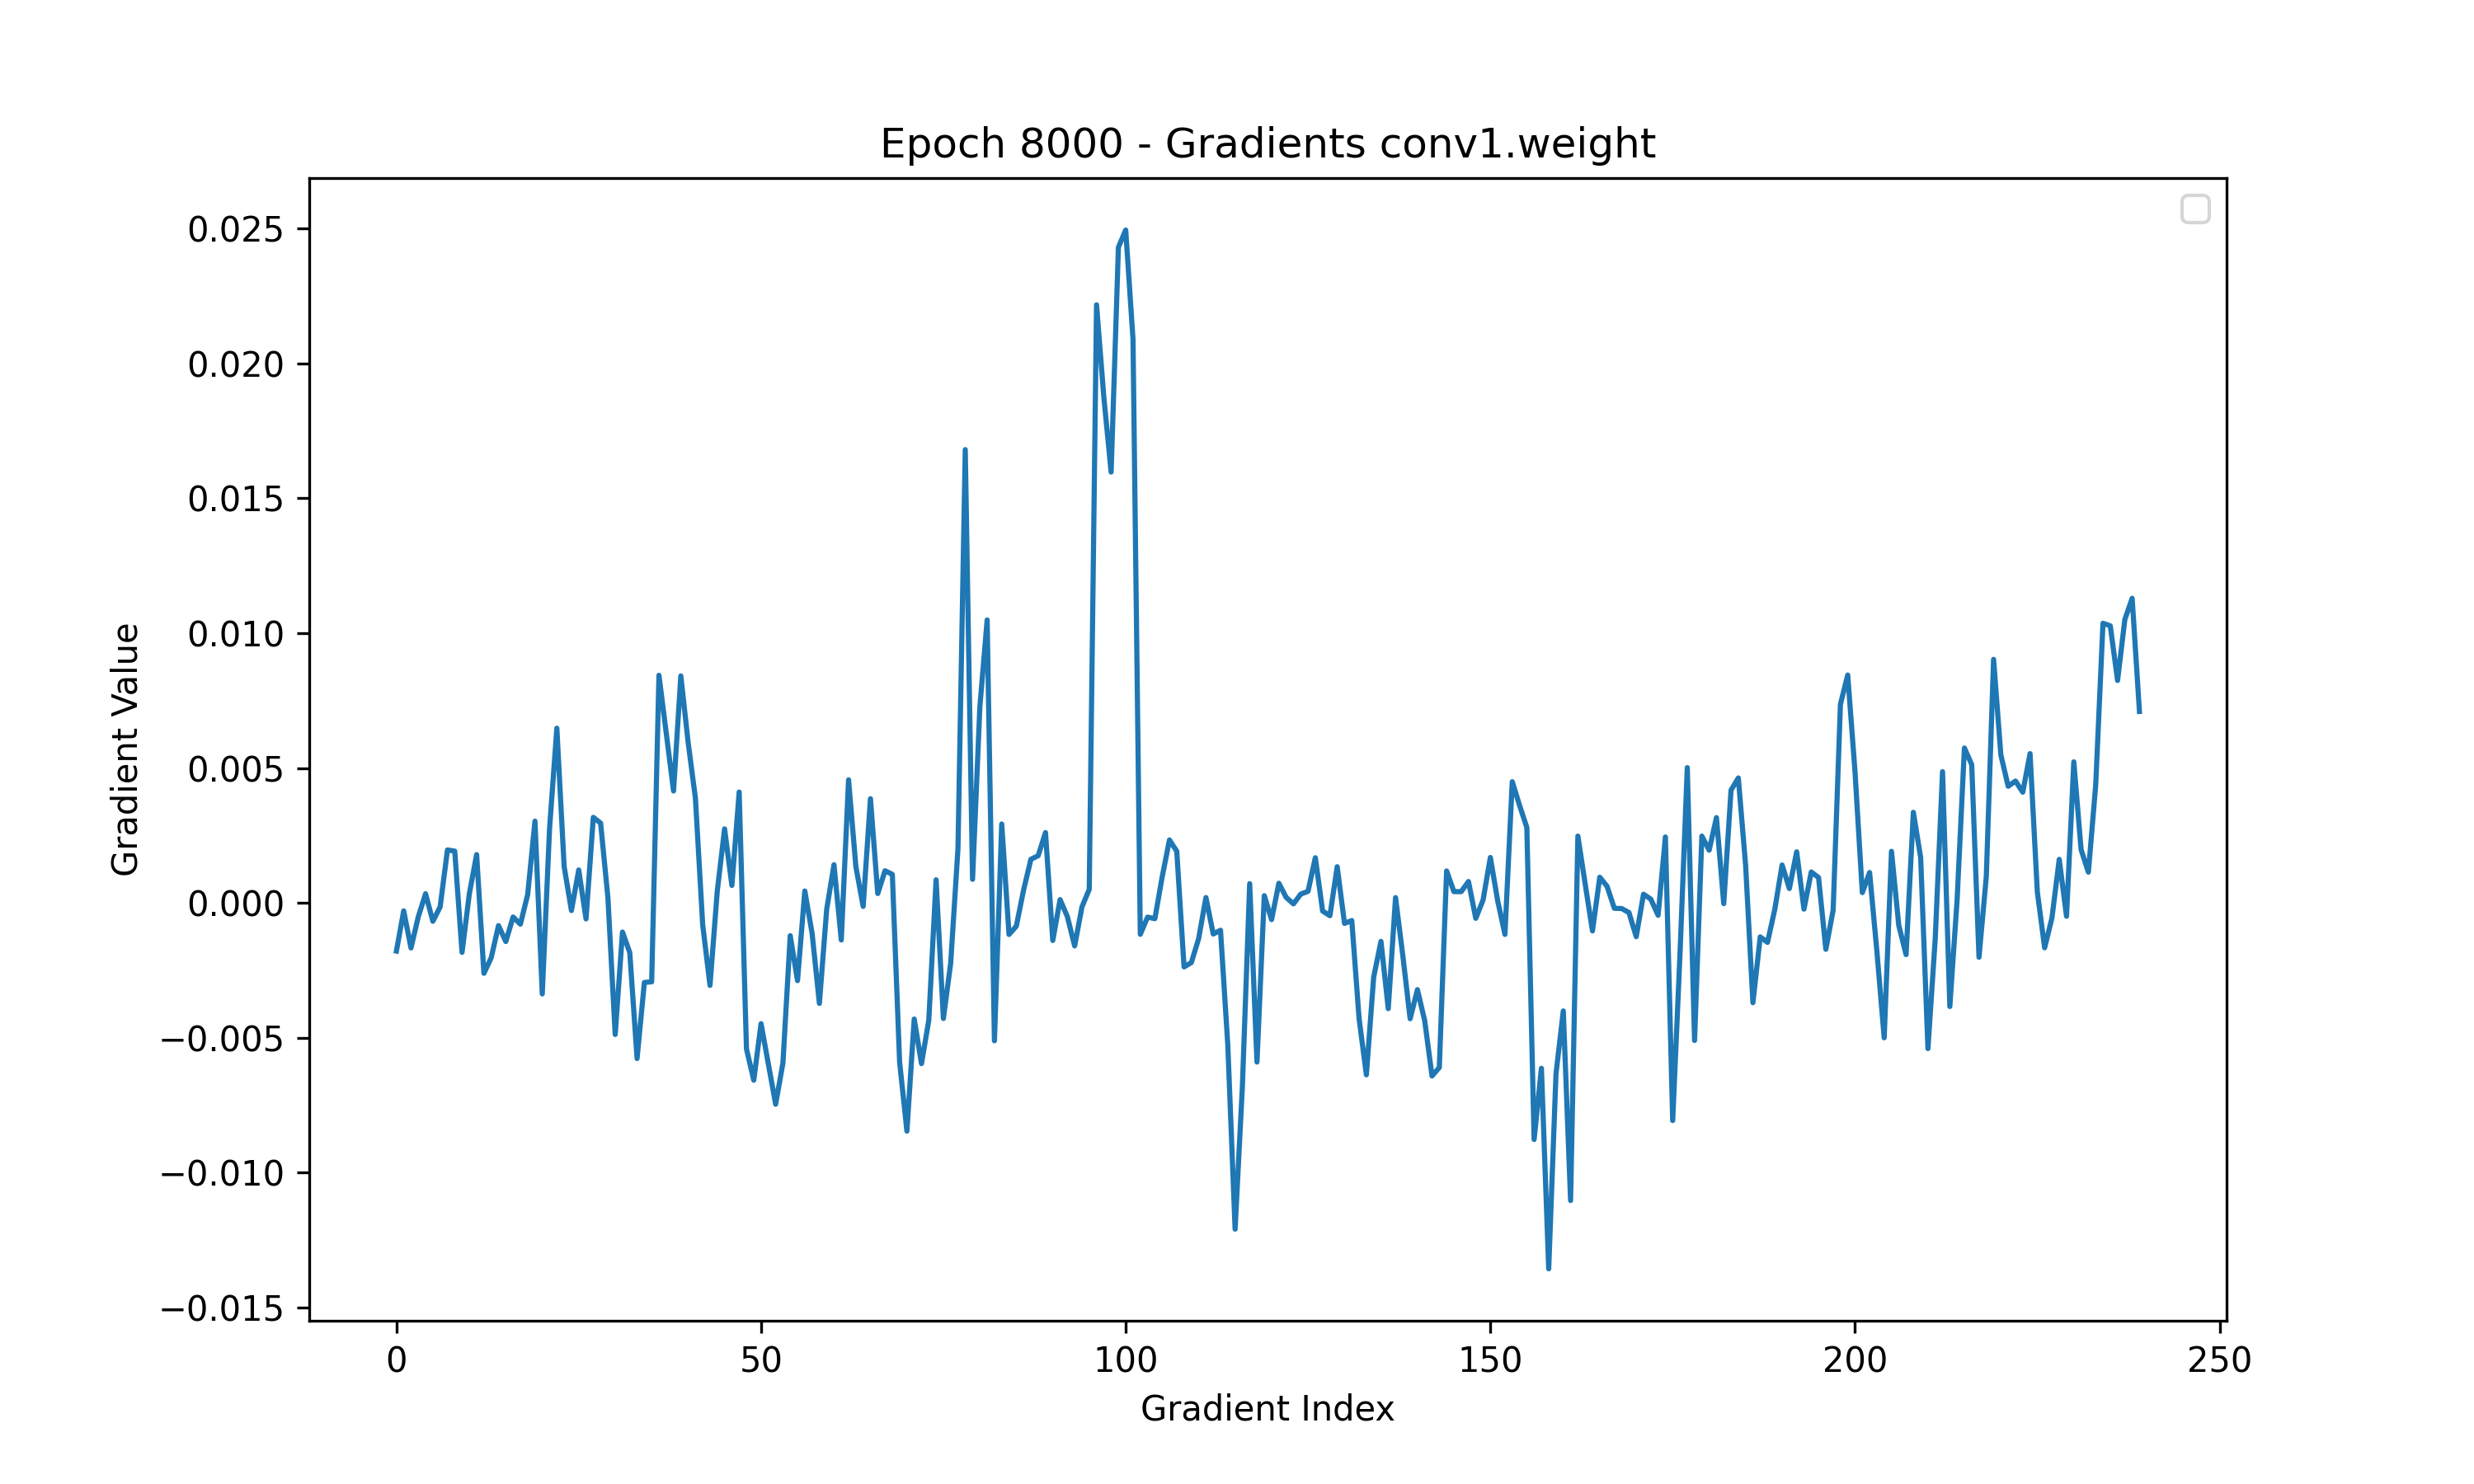 Epoch 8000 - Gradients conv1.weight
0.025
0.020
0.015
0.010
0.005
0.000
−0.005
−0.010
−0.015
Gradient Value
0 50 100 150 200 250
Gradient Index